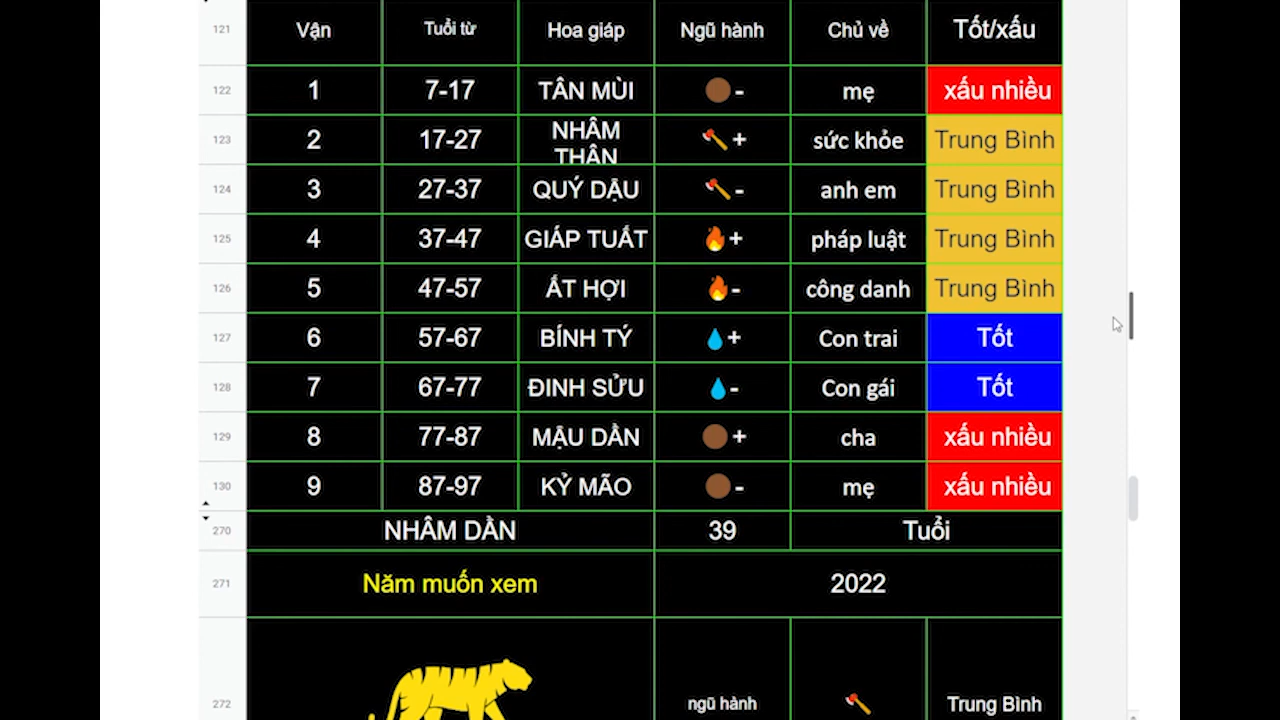 121 Vận Tuổi từ Hoa giáp Ngũ hành Chủ về Tốt/xấu
122 1 7-17 TÂN MÙI - mẹ xấu nhiều
123 2 17-27 NHÂM THÂN + sức khỏe Trung Bình
124 3 27-37 QUÝ DẬU - anh em Trung Bình
125 4 37-47 GIÁP TUẤT + pháp luật Trung Bình
126 5 47-57 ẤT HỢI - công danh Trung Bình
127 6 57-67 BÍNH TÝ + Con trai Tốt
128 7 67-77 ĐINH SỬU - Con gái Tốt
129 8 77-87 MẬU DẦN + cha xấu nhiều
130 9 87-97 KỶ MÃO - mẹ xấu nhiều
270 NHÂM DẦN 39 Tuổi
271 Năm muốn xem 2022
272 ngũ hành Trung Bình